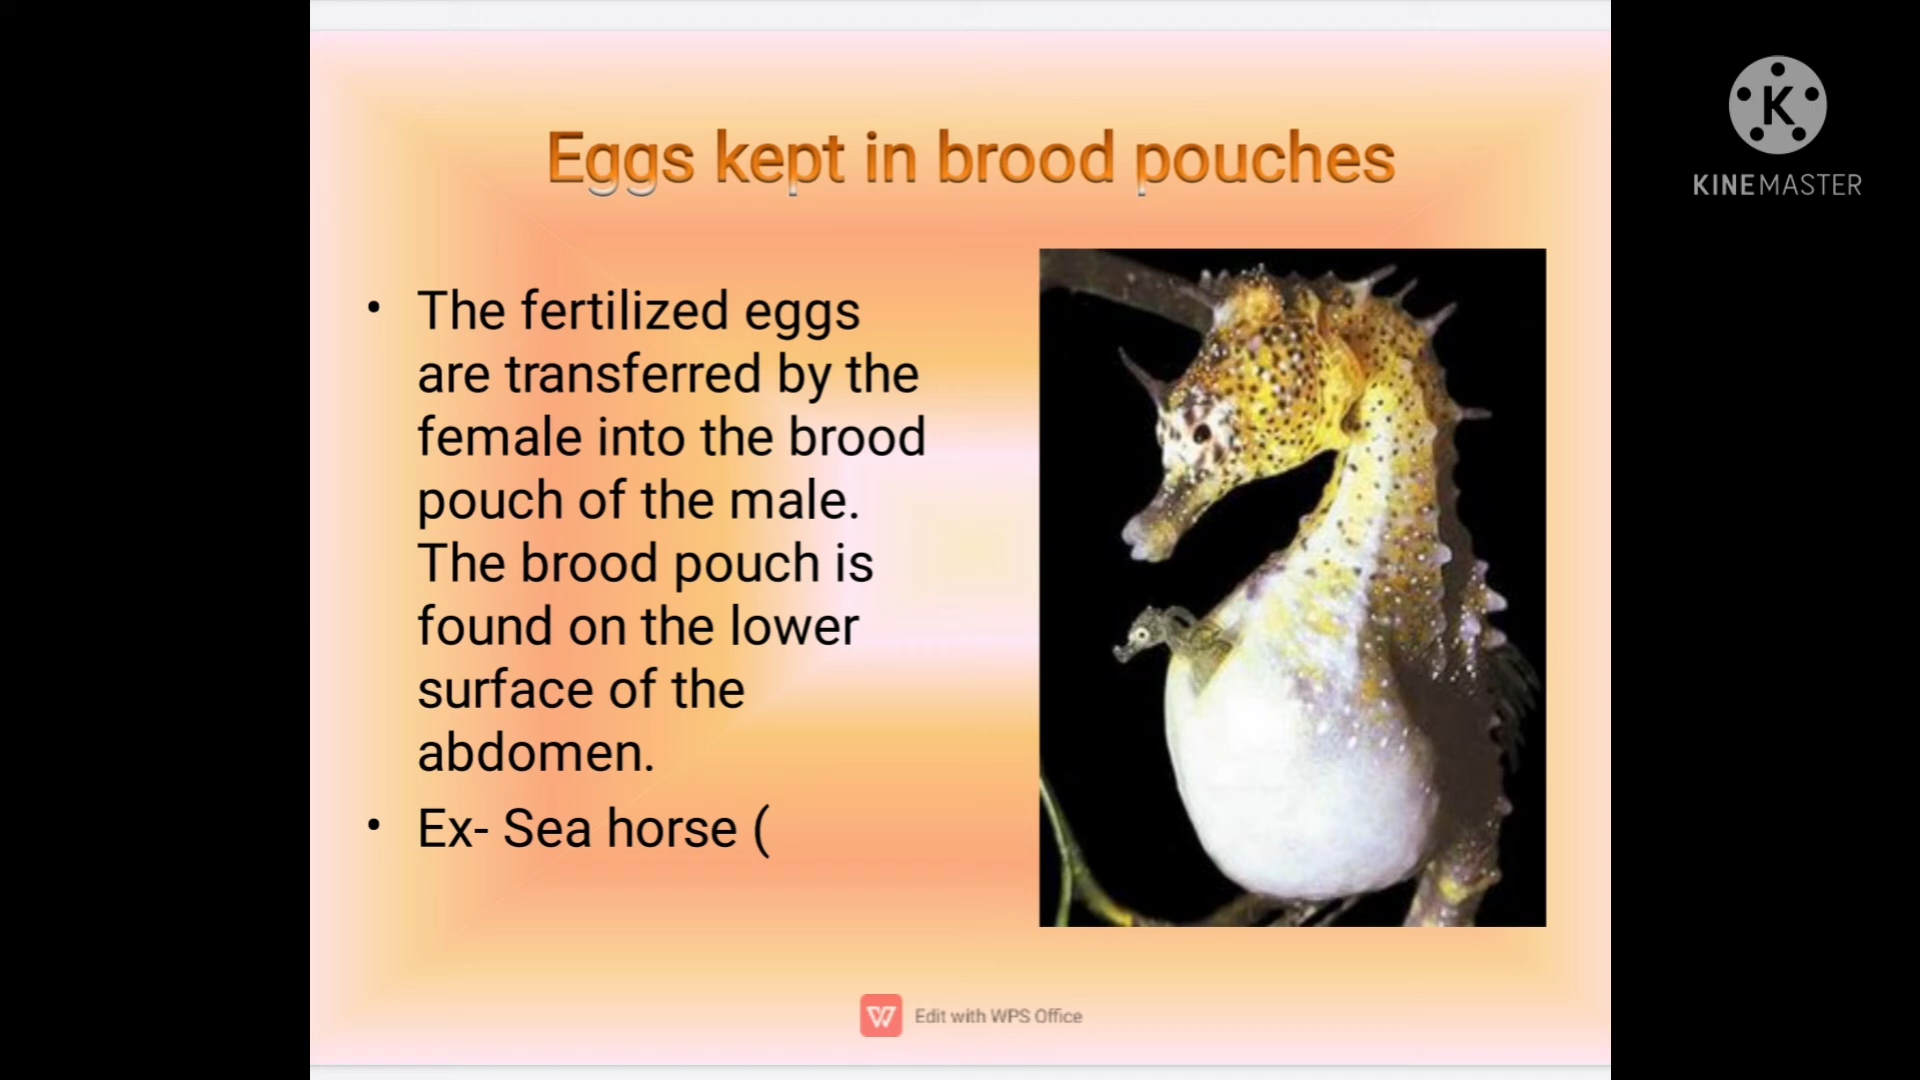 Eggs kept in brood pouches
• The fertilized eggs
are transferred by the
female into the brood
pouch of the male.
The brood pouch is
found on the lower
surface of the
abdomen.
• Ex- Sea horse (
Edit with WPS Office
K
KINEMASTER